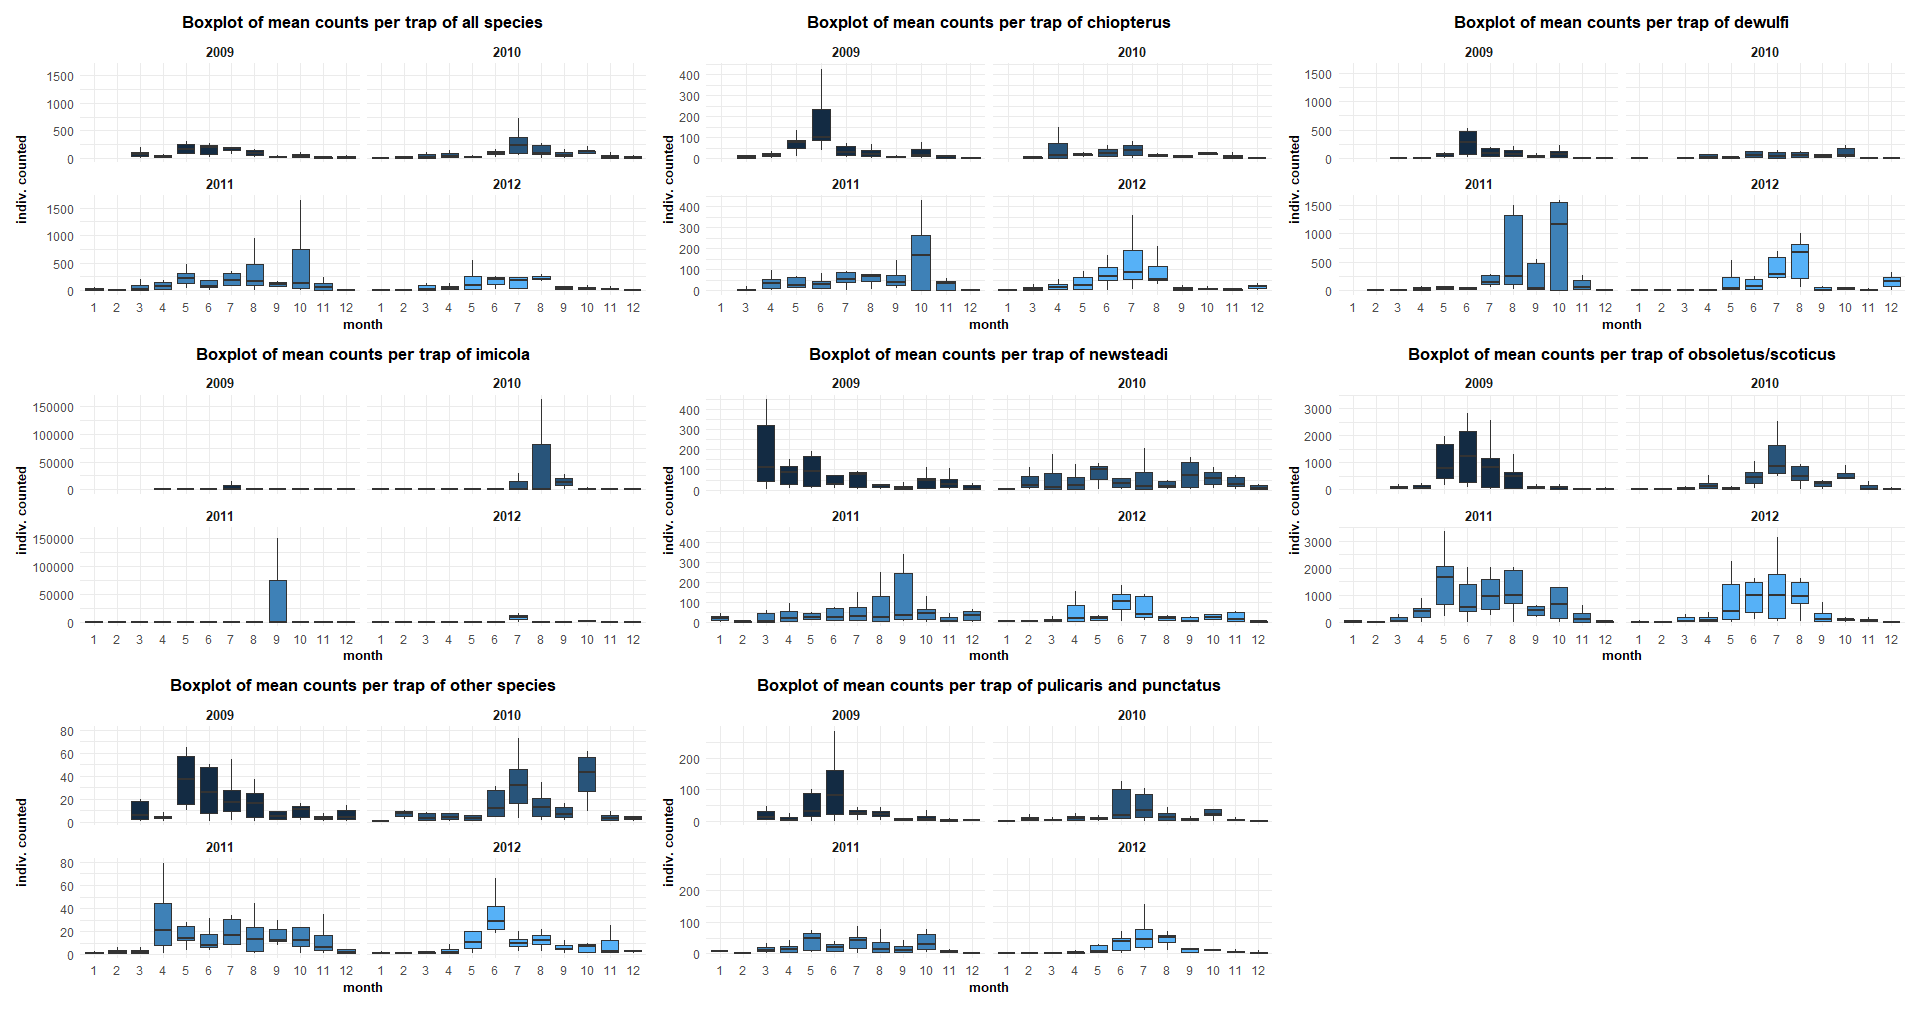 Boxplot of mean counts per trap of all species
2009 2010
1500
1000
500
0
2011 2012
1500
1000
500
0
1 2 3 4 5 6 7 8 9 10 11 12 1 2 3 4 5 6 7 8 9 10 11 12
month
indiv. counted
Boxplot of mean counts per trap of chiopterus
2009 2010
400
300
200
100
0
2011 2012
400
300
200
100
0
1 3 4 5 6 7 8 9 10 11 12 1 3 4 5 6 7 8 9 10 11 12
month
indiv. counted
Boxplot of mean counts per trap of dewulfi
2009 2010
1500
1000
500
0
2011 2012
1500
1000
500
0
1 2 3 4 5 6 7 8 9 10 11 12 1 2 3 4 5 6 7 8 9 10 11 12
month
indiv. counted
Boxplot of mean counts per trap of imicola
2009 2010
150000
100000
50000
0
2011 2012
150000
100000
50000
0
1 2 3 4 5 6 7 8 9 10 11 12 1 2 3 4 5 6 7 8 9 10 11 12
month
indiv. counted
Boxplot of mean counts per trap of newsteadi
2009 2010
400
300
200
100
0
2011 2012
400
300
200
100
0
1 2 3 4 5 6 7 8 9 10 11 12 1 2 3 4 5 6 7 8 9 10 11 12
month
indiv. counted
Boxplot of mean counts per trap of obsoletus/scoticus
2009 2010
3000
2000
1000
0
2011 2012
3000
2000
1000
0
1 2 3 4 5 6 7 8 9 10 11 12 1 2 3 4 5 6 7 8 9 10 11 12
month
indiv. counted
Boxplot of mean counts per trap of other species
2009 2010
80
60
40
20
0
2011 2012
80
60
40
20
0
1 2 3 4 5 6 7 8 9 10 11 12 1 2 3 4 5 6 7 8 9 10 11 12
month
indiv. counted
Boxplot of mean counts per trap of pulicaris and punctatus
2009 2010
200
100
0
2011 2012
200
100
0
1 2 3 4 5 6 7 8 9 10 11 12 1 2 3 4 5 6 7 8 9 10 11 12
month
indiv. counted